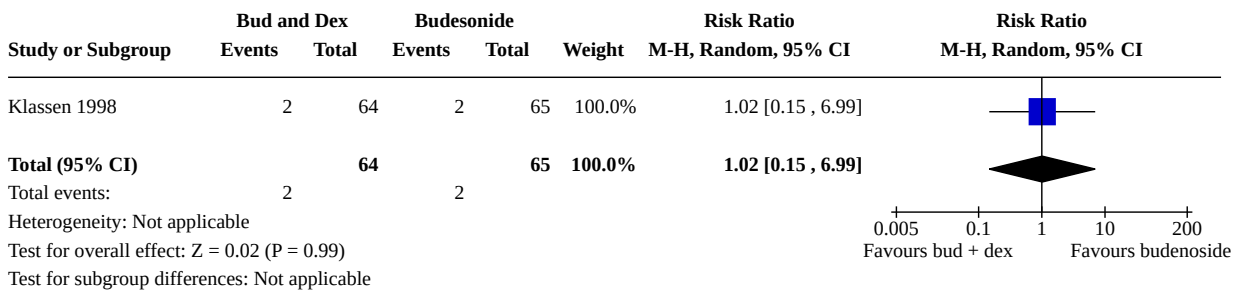 Bud and Dex Budesonide Risk Ratio Risk Ratio
Study or Subgroup Events Total Events Total Weight M-H, Random, 95% CI M-H, Random, 95% CI
Klassen 1998 2 64 2 65 100.0% 1.02 [0.15 , 6.99]
Total (95% CI) 64 65 100.0% 1.02 [0.15 , 6.99]
Total events: 2 2
Heterogeneity: Not applicable
0.005 0.1 1 10 200
Test for overall effect: Z = 0.02 (P = 0.99) Favours bud + dex Favours budenoside
Test for subgroup differences: Not applicable